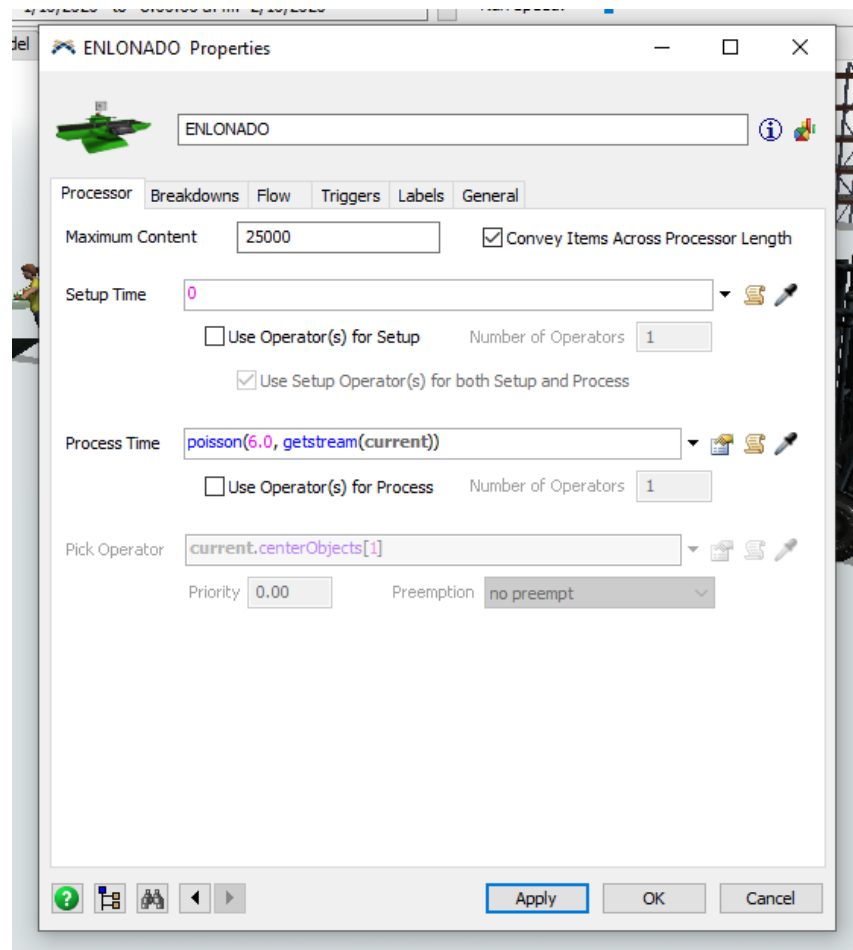 ENLONADO Properties
ENLONADO
Processor Breakdowns Flow Triggers Labels General
Maximum Content 25000 Convey Items Across Processor Length
Setup Time 0
Use Operator(s) for Setup Number of Operators 1
Use Setup Operator(s) for both Setup and Process
Process Time poisson(6.0, getstream(current))
Use Operator(s) for Process Number of Operators 1
Pick Operator current.centerObjects[1]
Priority 0.00 Preemption no preempt
Apply OK Cancel